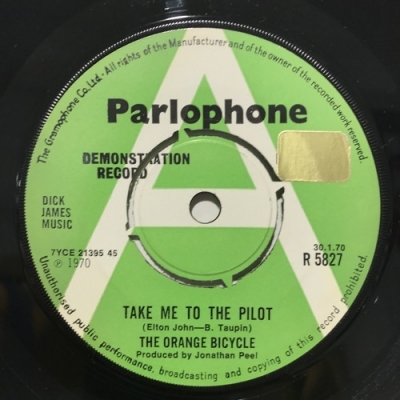 The Gramophone Co. Ltd. · All rights of the Manufacturer and of the owner of the recorded work reserved.
Parlophone
DEMONSTRATION
RECORD
DICK
JAMES
MUSIC
7YCE 21395 45
℗ 1970
30.1.70
R 5827
TAKE ME TO THE PILOT
(Elton John—B. Taupin)
THE ORANGE BICYCLE
Produced by Jonathan Peel
Unauthorised public performance, broadcasting and copying of this record prohibited.